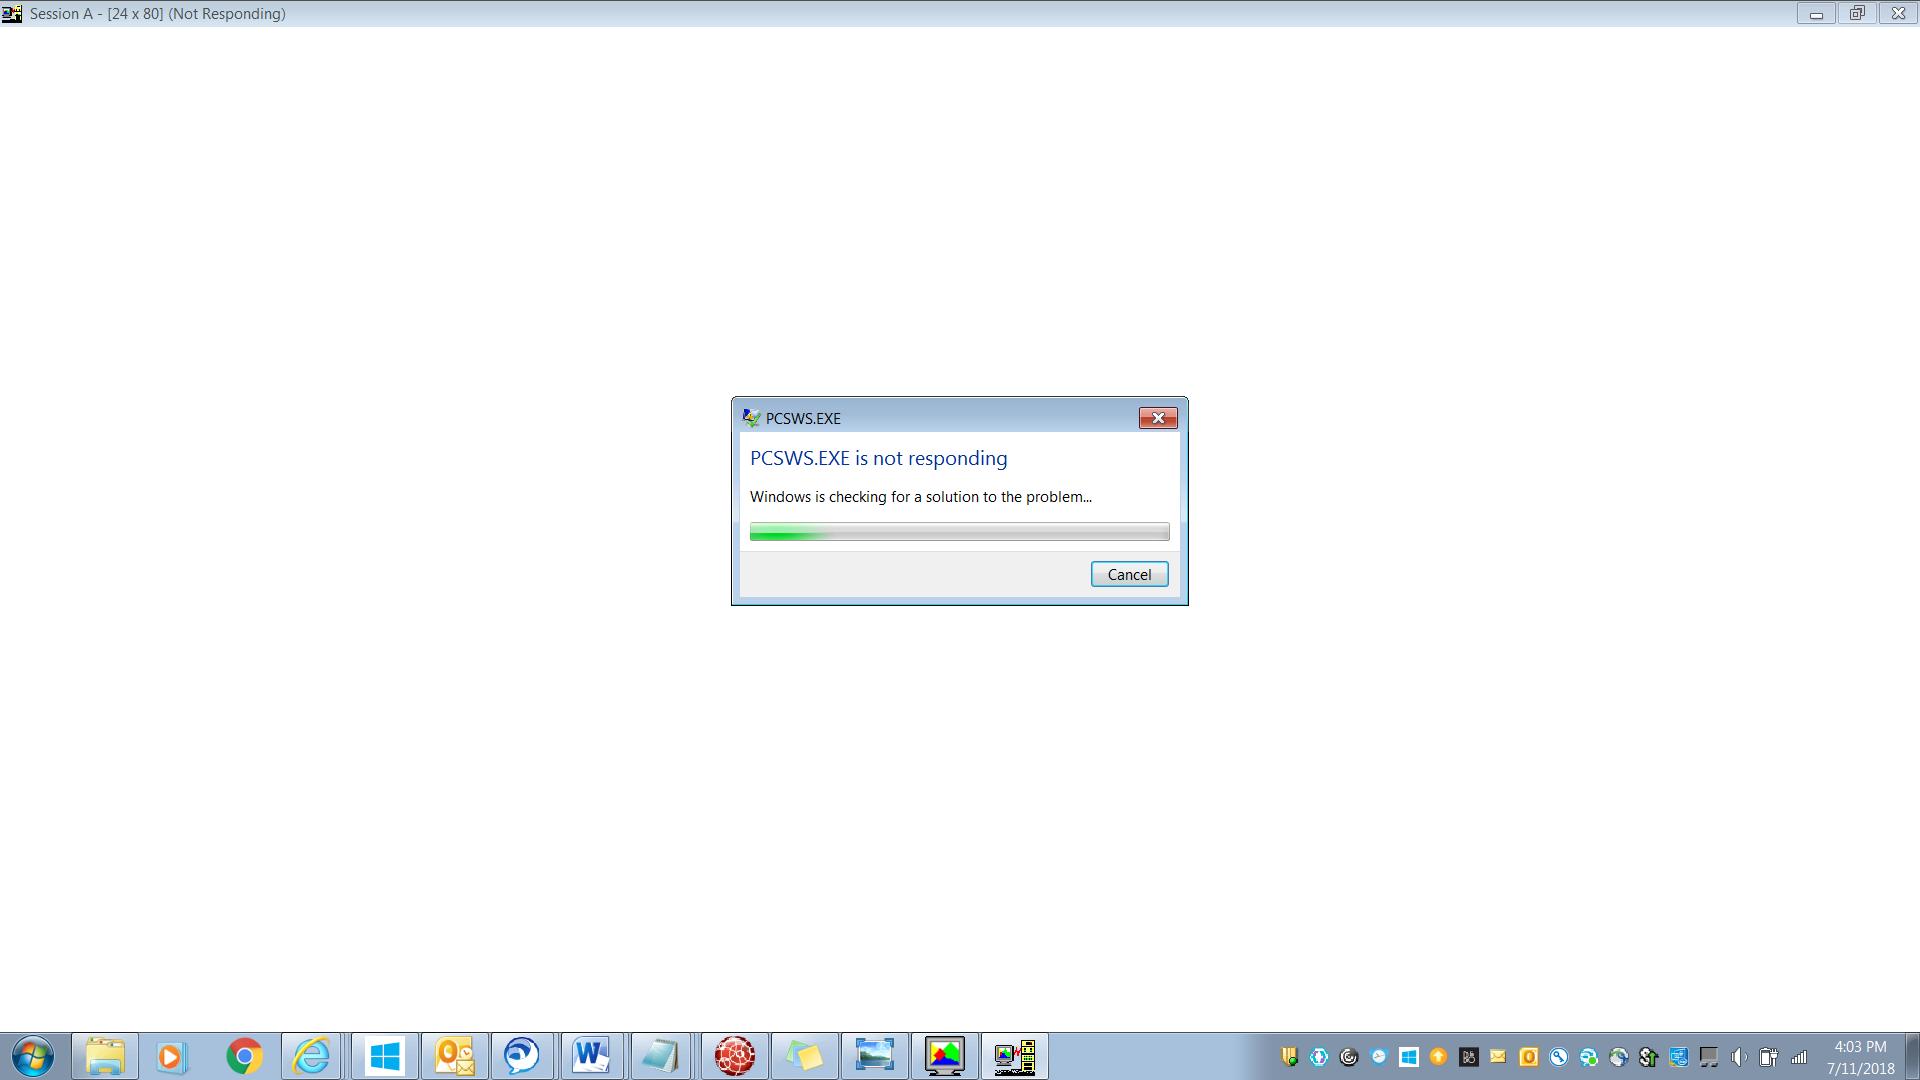 Session A - [24 x 80] (Not Responding)
PCSWS.EXE
PCSWS.EXE is not responding
Windows is checking for a solution to the problem...
Cancel
4:03 PM
7/11/2018